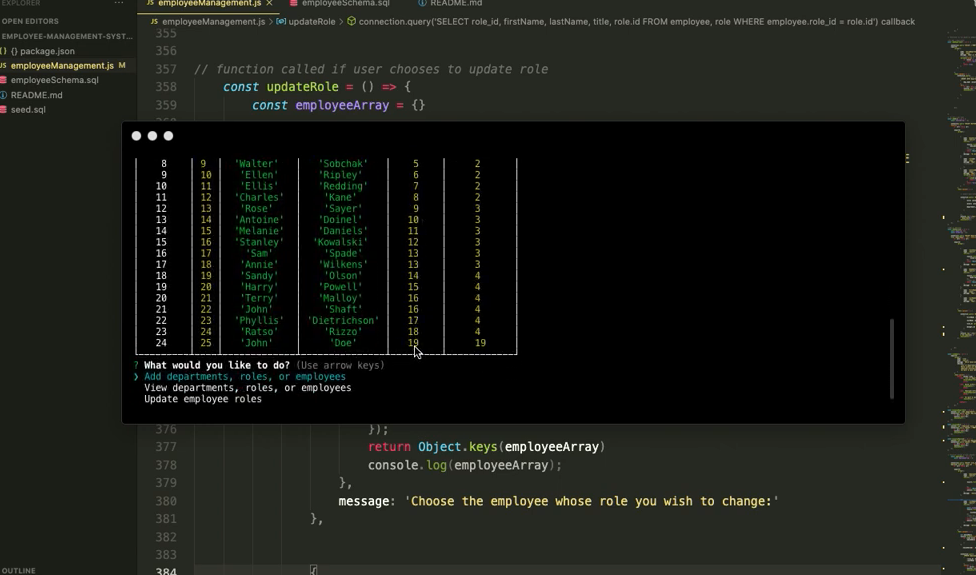 EXPLORER ...
JS employeeManagement.js × employeeSchema.sql ⓘ README.md
OPEN EDITORS
JS employeeManagement.js > updateRole > connection.query('SELECT role_id, firstName, lastName, title, role.id FROM employee, role WHERE employee.role_id = role.id') callback
EMPLOYEE-MANAGEMENT-SYST...
{} package.json
JS employeeManagement.js M
employeeSchema.sql
ⓘ README.md
seed.sql
355
356
357 // function called if user chooses to update role
358 const updateRole = () => {
359 const employeeArray = {}
8 9 'Walter' 'Sobchak' 5 2
9 10 'Ellen' 'Ripley' 6 2
10 11 'Ellis' 'Redding' 7 2
11 12 'Charles' 'Kane' 8 2
12 13 'Rose' 'Sayer' 9 3
13 14 'Antoine' 'Doinel' 10 3
14 15 'Melanie' 'Daniels' 11 3
15 16 'Stanley' 'Kowalski' 12 3
16 17 'Sam' 'Spade' 13 3
17 18 'Annie' 'Wilkens' 13 3
18 19 'Sandy' 'Olson' 14 4
19 20 'Harry' 'Powell' 15 4
20 21 'Terry' 'Malloy' 16 4
21 22 'John' 'Shaft' 16 4
22 23 'Phyllis' 'Dietrichson' 17 4
23 24 'Ratso' 'Rizzo' 18 4
24 25 'John' 'Doe' 19 19
? What would you like to do? (Use arrow keys)
❯ Add departments, roles, or employees
View departments, roles, or employees
Update employee roles
376 });
377 return Object.keys(employeeArray)
378 console.log(employeeArray);
379 },
380 message: 'Choose the employee whose role you wish to change:'
381 },
382
383
384 {
OUTLINE